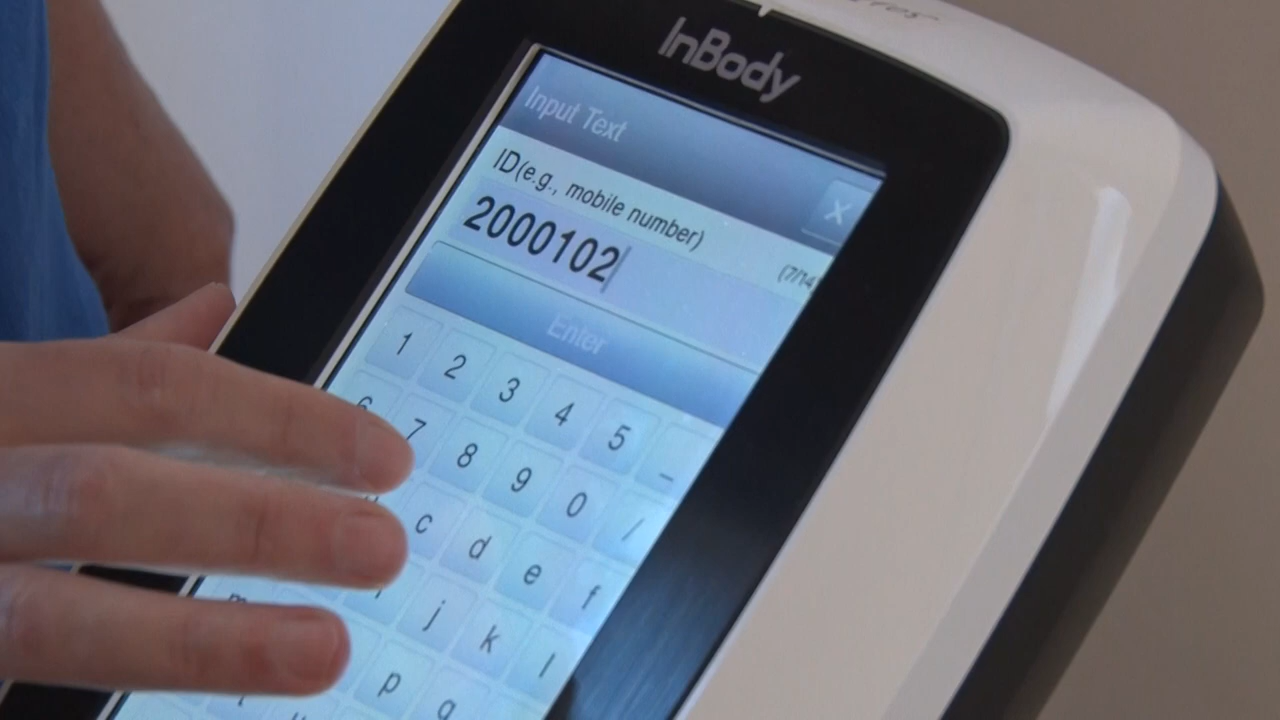 InBody
Input Text
X
ID(e.g., mobile number)
2000102
(7/14
Enter
1 2 3 4 5 _
6 7 8 9 0 /
c d e f
j k l
p q